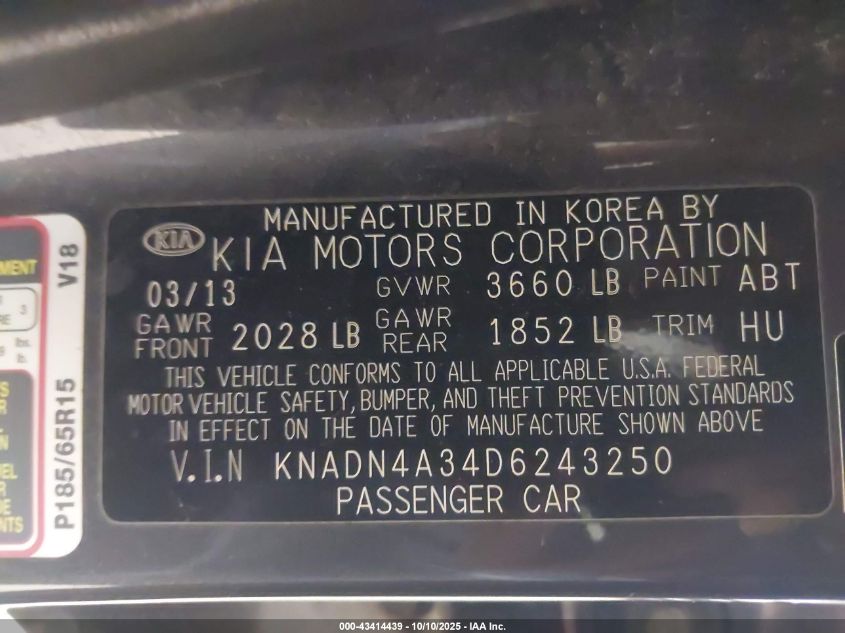 MANUFACTURED IN KOREA BY
KIA KIA MOTORS CORPORATION
03/13 GVWR 3660 LB PAINT ABT
GAWR FRONT 2028 LB GAWR REAR 1852 LB TRIM HU
THIS VEHICLE CONFORMS TO ALL APPLICABLE U.S.A. FEDERAL
MOTOR VEHICLE SAFETY, BUMPER, AND THEFT PREVENTION STANDARDS
IN EFFECT ON THE DATE OF MANUFACTURE SHOWN ABOVE
V.I.N KNADN4A34D6243250
PASSENGER CAR
P185/65R15 V18
000-43414439 - 10/10/2025 - IAA Inc.